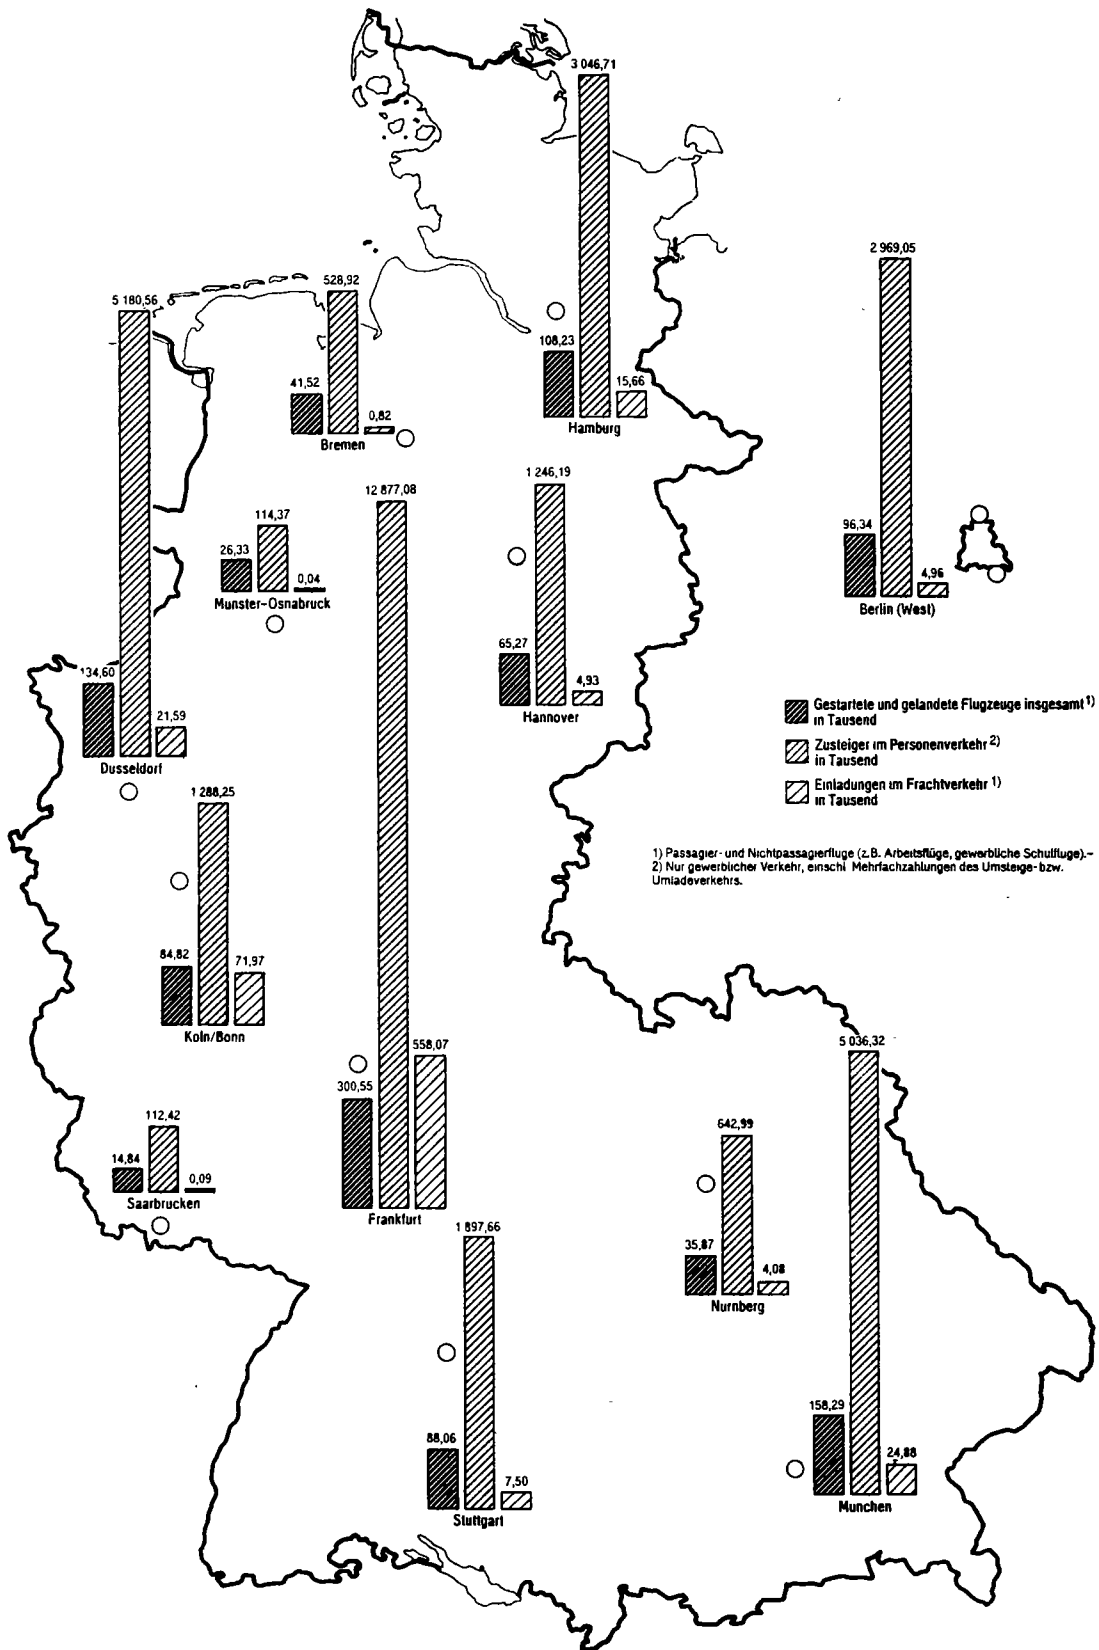 3 046,71
108,23
15,66
Hamburg
2 969,05
96,34
4,96
Berlin (West)
5 180,56
134,60
21,59
Dusseldorf
528,92
41,52
0,82
Bremen
114,37
26,33
0,04
Munster-Osnabruck
12 877,08
300,55
558,07
Frankfurt
1 246,19
65,27
4,93
Hannover
Gestartete und gelandete Flugzeuge insgesamt 1)
in Tausend
Zusteiger im Personenverkehr 2)
in Tausend
Einladungen im Frachtverkehr 1)
in Tausend
1) Passagier- und Nichtpassagierfluge (z.B. Arbeitsflüge, gewerbliche Schulfluge).–
2) Nur gewerblicher Verkehr, einschl Mehrfachzahlungen des Umsteige- bzw.
Umladeverkehrs.
1 288,25
84,82
71,97
Koln/Bonn
112,42
14,84
0,09
Saarbrucken
5 036,32
158,29
24,88
Munchen
642,99
35,87
4,08
Nurnberg
1 897,66
88,06
7,50
Stuttgart